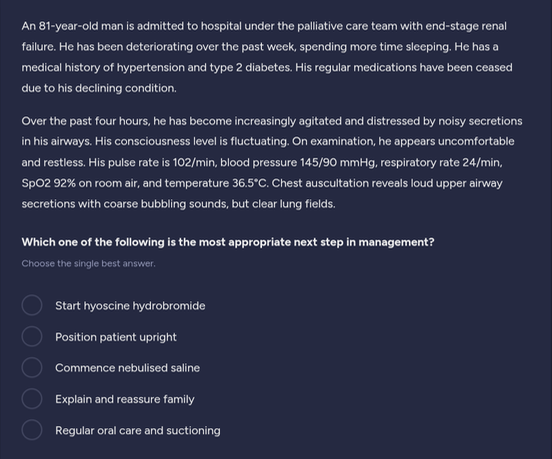 An 81-year-old man is admitted to hospital under the palliative care team with end-stage renal
failure. He has been deteriorating over the past week, spending more time sleeping. He has a
medical history of hypertension and type 2 diabetes. His regular medications have been ceased
due to his declining condition.
Over the past four hours, he has become increasingly agitated and distressed by noisy secretions
in his airways. His consciousness level is fluctuating. On examination, he appears uncomfortable
and restless. His pulse rate is 102/min, blood pressure 145/90 mmHg, respiratory rate 24/min,
SpO2 92% on room air, and temperature 36.5°C. Chest auscultation reveals loud upper airway
secretions with coarse bubbling sounds, but clear lung fields.
Which one of the following is the most appropriate next step in management?
Choose the single best answer.
Start hyoscine hydrobromide
Position patient upright
Commence nebulised saline
Explain and reassure family
Regular oral care and suctioning